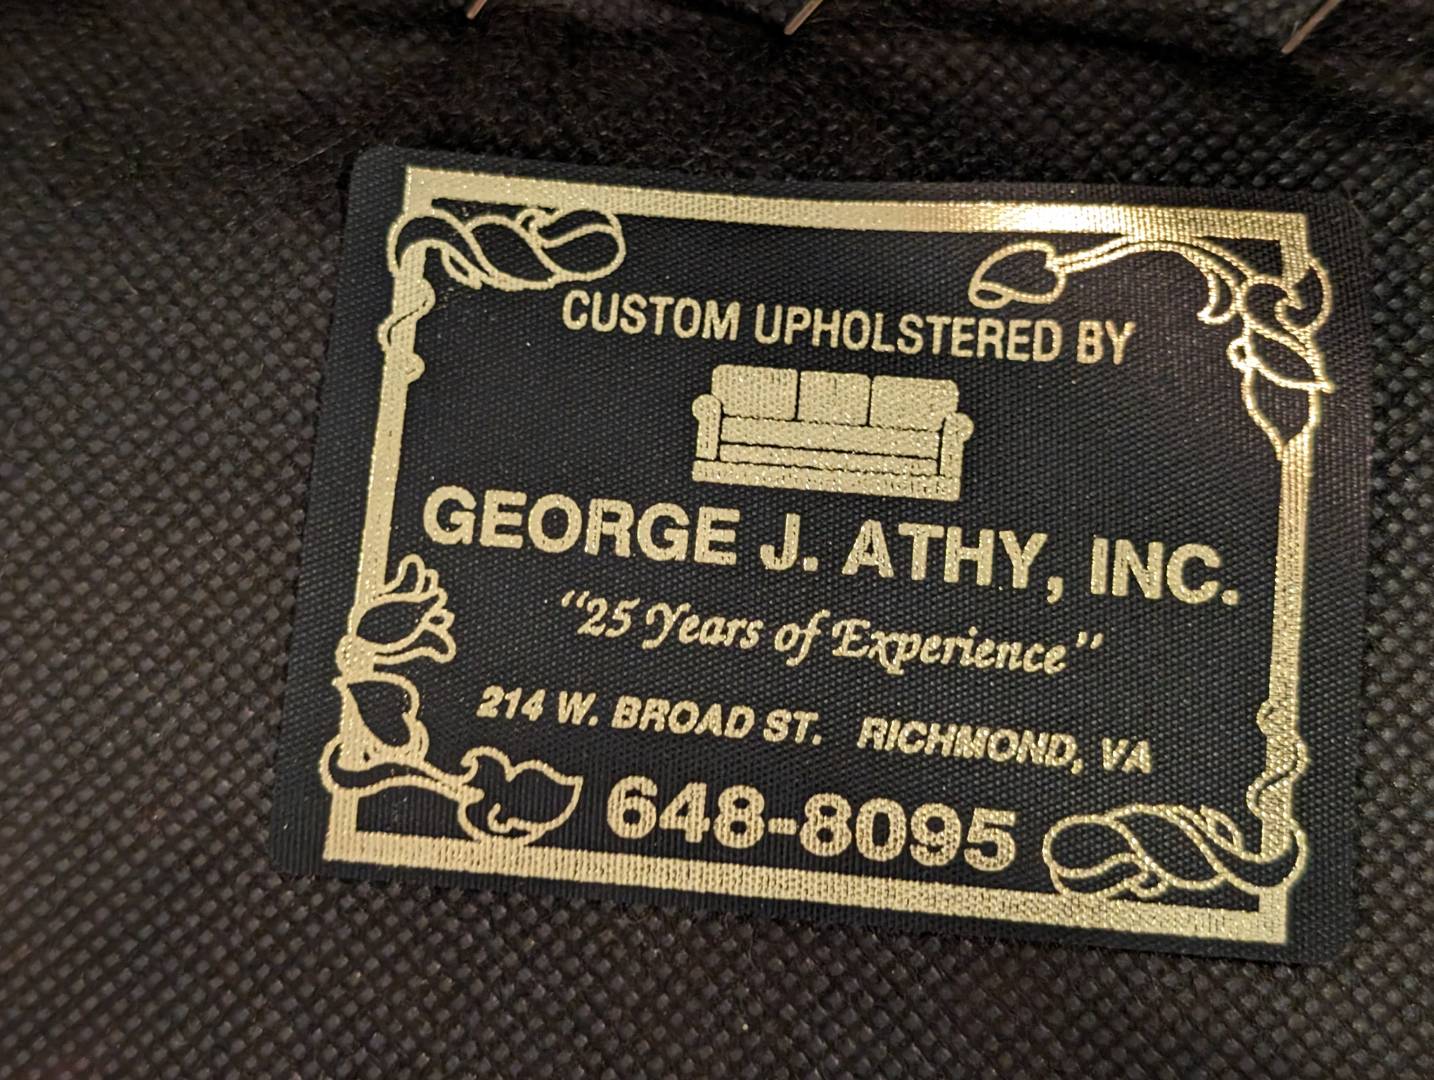 CUSTOM UPHOLSTERED BY
GEORGE J. ATHY, INC.
“25 Years of Experience”
214 W. BROAD ST. RICHMOND, VA
648-8095